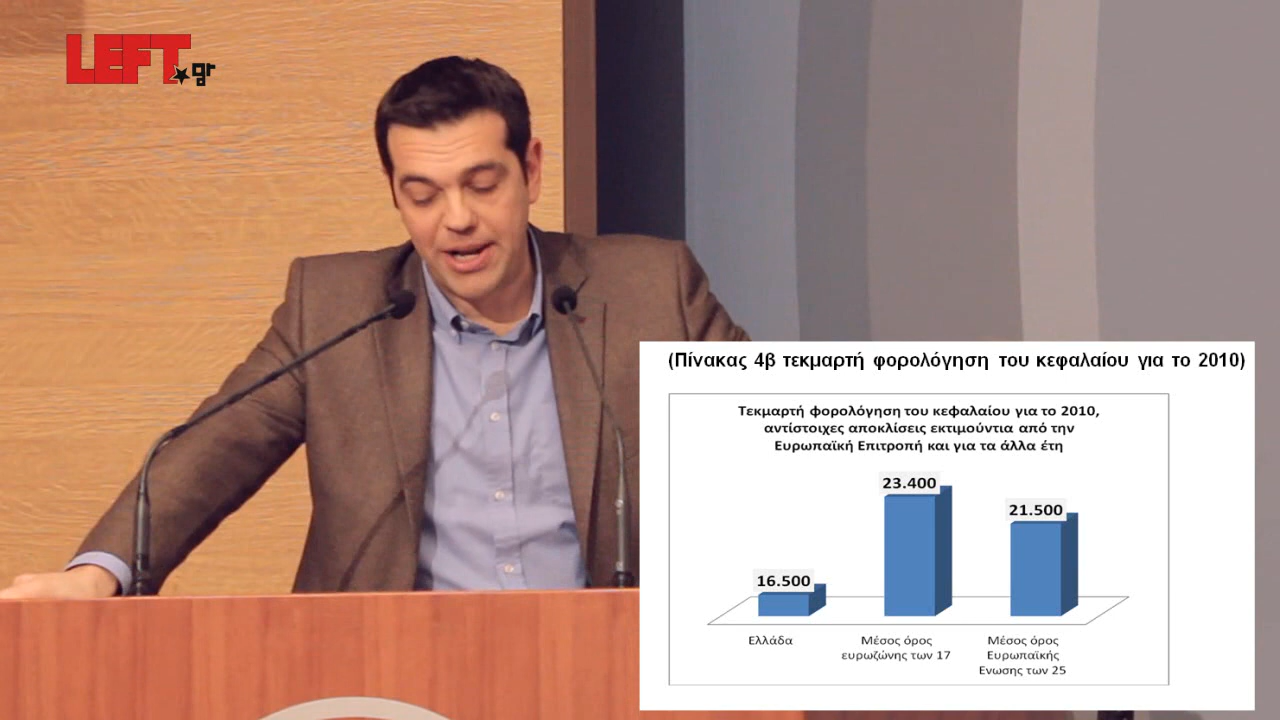 LEFT.gr
(Πίνακας 4β τεκμαρτή φορολόγηση του κεφαλαίου για το 2010)
Τεκμαρτή φορολόγηση του κεφαλαίου για το 2010,
αντίστοιχες αποκλίσεις εκτιμούντια από την
Ευρωπαϊκή Επιτροπή και για τα άλλα έτη
23.400
21.500
16.500
Ελλάδα
Μέσος όρος
ευρωζώνης των 17
Μέσος όρος
Ευρωπαϊκής
Ενωσης των 25